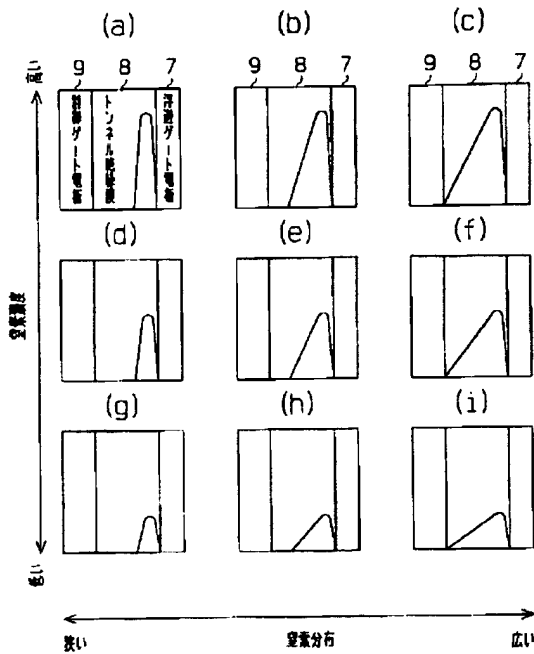 (a)
(b)
(c)
9 8 7
9 8 7
9 8 7
高い
制御ゲート電極
トンネル絶縁膜
浮遊ゲート電極
(d)
(e)
(f)
窒素濃度
(g)
(h)
(i)
低い
狭い
窒素分布
広い